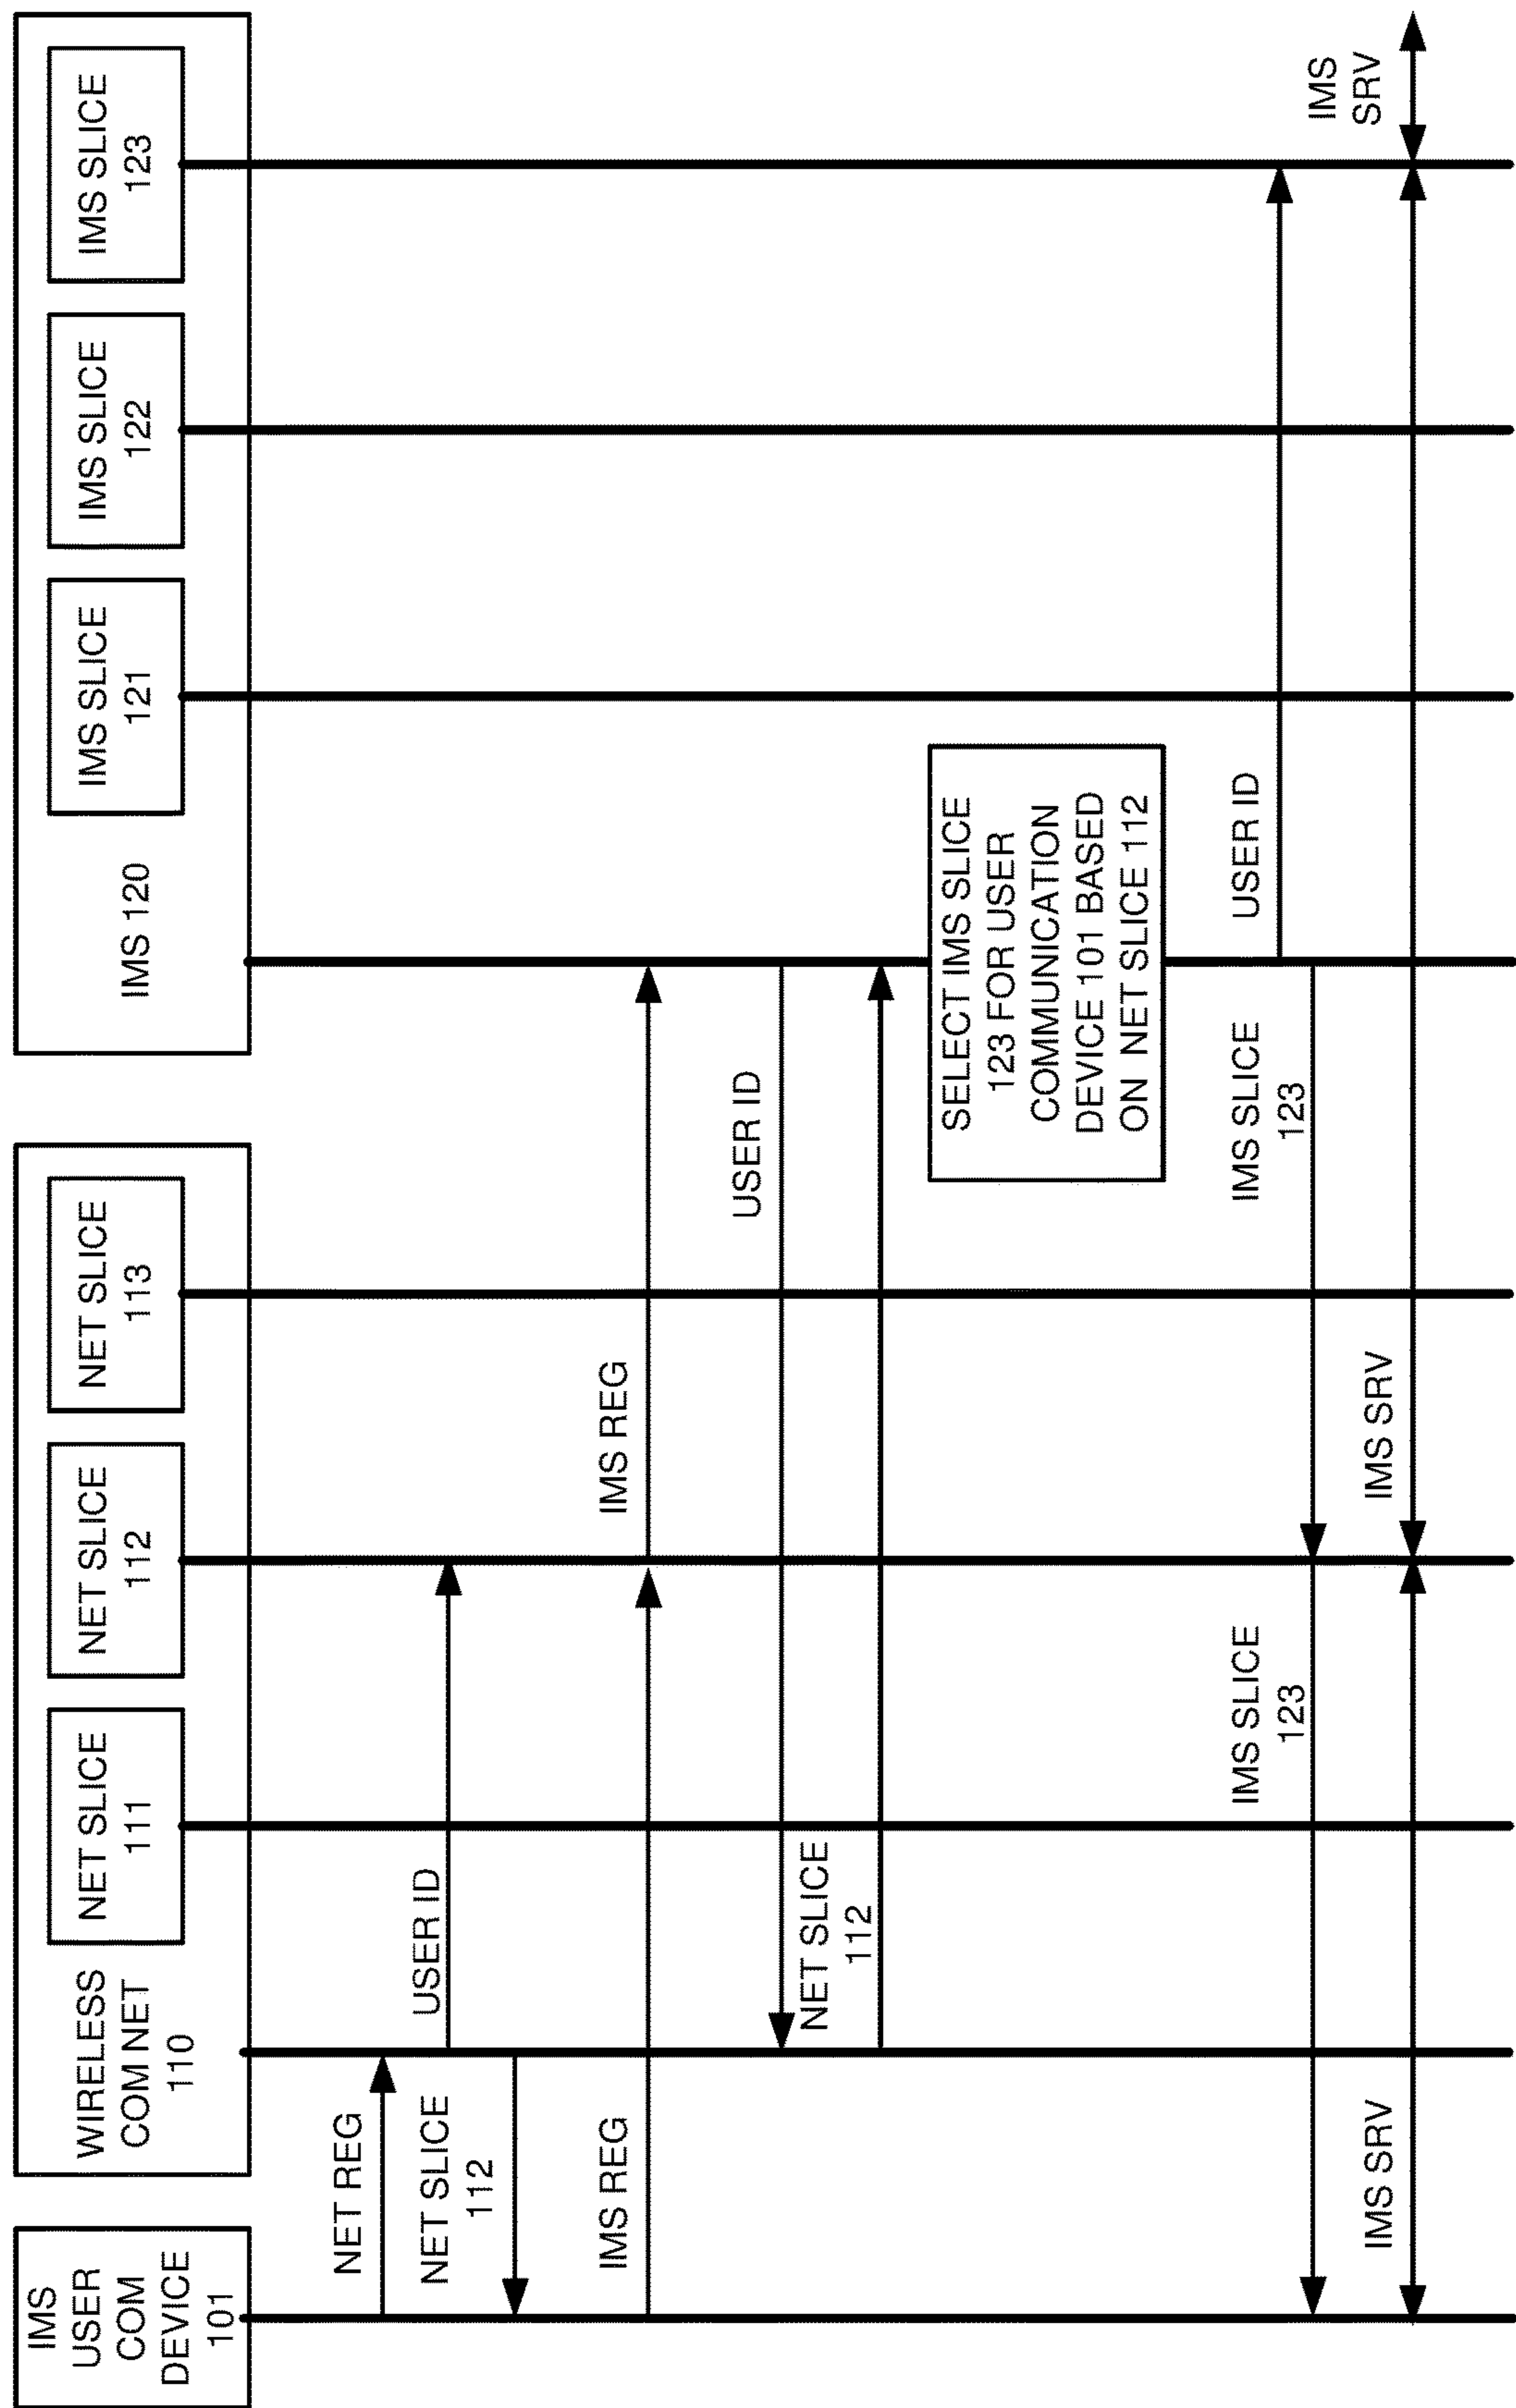 IMS
USER
COM
DEVICE
101
WIRELESS
COM NET
110
NET SLICE
111
NET SLICE
112
NET SLICE
113
IMS 120
IMS SLICE
121
IMS SLICE
122
IMS SLICE
123
NET REG
USER ID
NET SLICE
112
IMS REG
IMS REG
USER ID
NET SLICE
112
SELECT IMS SLICE
123 FOR USER
COMMUNICATION
DEVICE 101 BASED
ON NET SLICE 112
USER ID
IMS SLICE
123
IMS SLICE
123
IMS SRV
IMS SRV
IMS
SRV